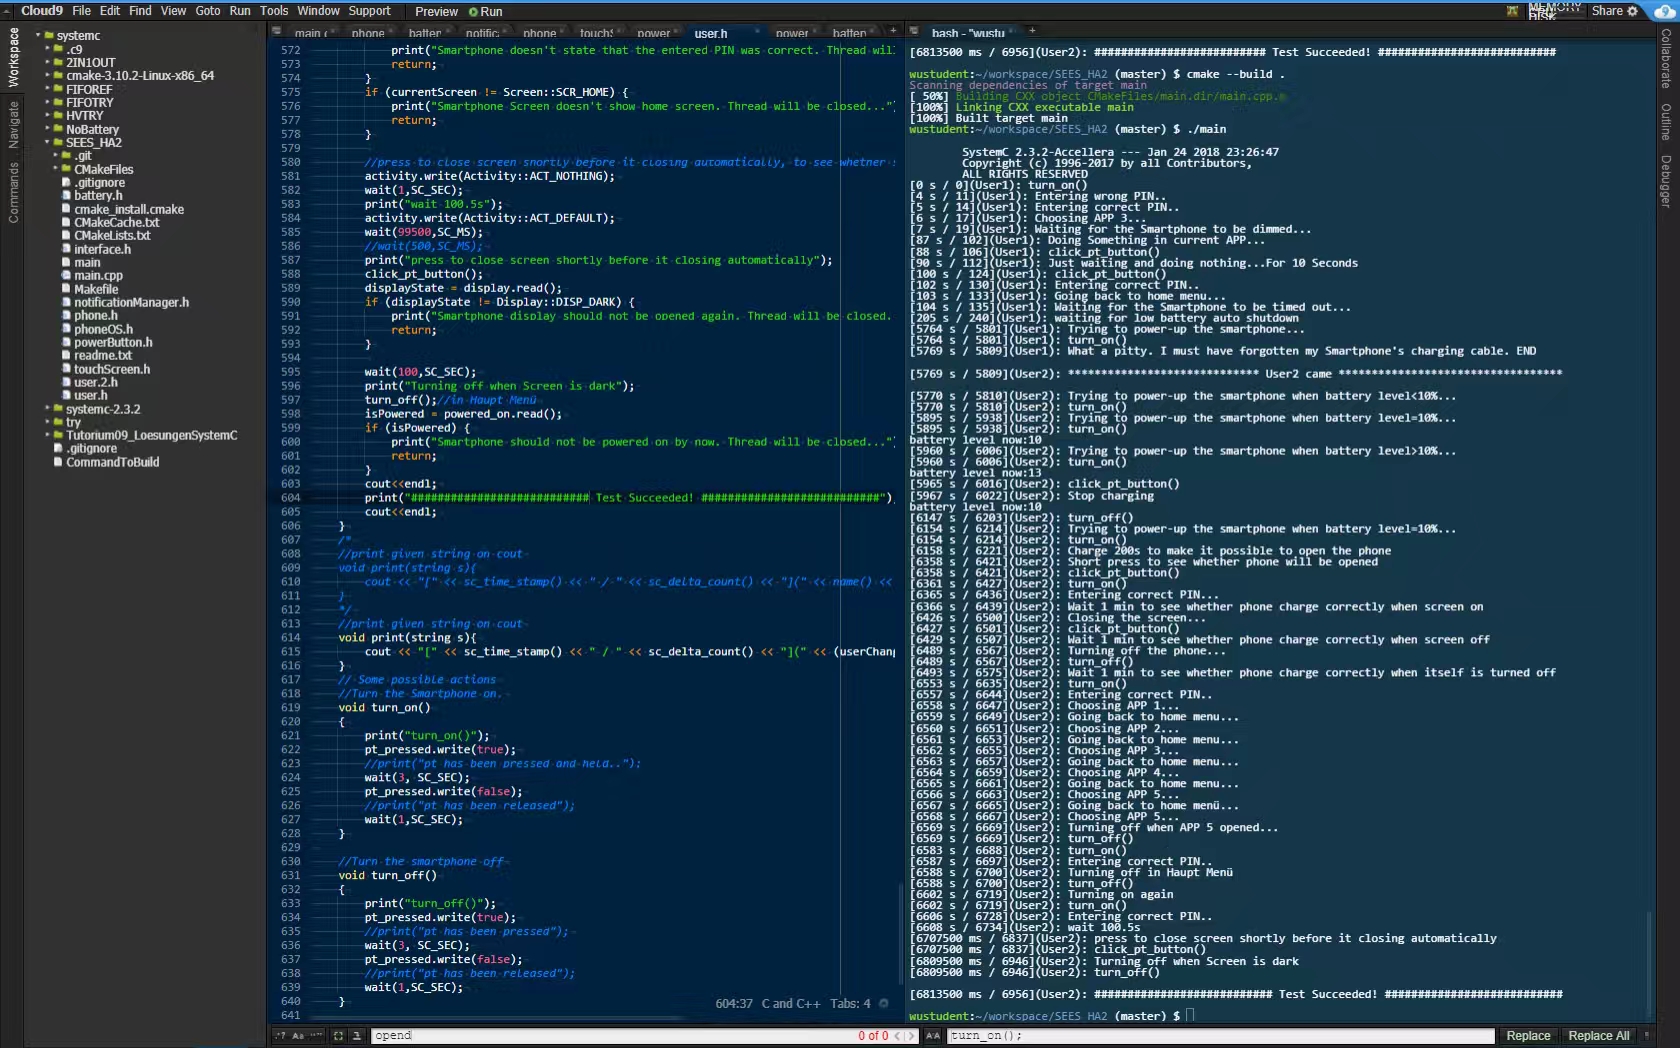 Cloud9 File Edit Find View Goto Run Tools Window Support Preview Run
MEMORY
DISK
Share
Workspace
Navigate
Commands
systemc
.c9
2IN1OUT
cmake-3.10.2-Linux-x86_64
FIFOREF
FIFOTRY
HVTRY
NoBattery
SEES_HA2
.git
CMakeFiles
.gitignore
battery.h
cmake_install.cmake
CMakeCache.txt
CMakeLists.txt
interface.h
main
main.cpp
Makefile
notificationManager.h
phone.h
phoneOS.h
powerButton.h
readme.txt
touchScreen.h
user.2.h
user.h
systemc-2.3.2
try
Tutorium09_LoesungenSystemC
.gitignore
CommandToBuild
main phone batter notific phone touchS power user.h power batter
572 print("Smartphone doesn't state that the entered PIN was correct. Thread wil
573 return;
574 }
575 if (currentScreen != Screen::SCR_HOME) {
576 print("Smartphone Screen doesn't show home screen. Thread will be closed...")
577 return;
578 }
579
580 //press to close screen shortly before it closing automatically, to see whether s
581 activity.write(Activity::ACT_NOTHING);
582 wait(1,SC_SEC);
583 print("wait 100.5s");
584 activity.write(Activity::ACT_DEFAULT);
585 wait(99500,SC_MS);
586 //wait(500,SC_MS);
587 print("press to close screen shortly before it closing automatically");
588 click_pt_button();
589 displayState = display.read();
590 if (displayState != Display::DISP_DARK) {
591 print("Smartphone display should not be opened again. Thread will be closed.
592 return;
593 }
594
595 wait(100,SC_SEC);
596 print("Turning off when Screen is dark");
597 turn_off();//in Haupt Menü
598 isPowered = powered_on.read();
599 if (isPowered) {
600 print("Smartphone should not be powered on by now. Thread will be closed...")
601 return;
602 }
603 cout<<endl;
604 print("########################### Test Succeeded! ###########################")
605 cout<<endl;
606 }
607 /*
608 //print given string on cout
609 void print(string s){
610 cout << "[" << sc_time_stamp() << " / " << sc_delta_count() << "](" << name() <<
611 }
612 */
613 //print given string on cout
614 void print(string s){
615 cout << "[" << sc_time_stamp() << " / " << sc_delta_count() << "](" << (userChan
616 }
617 // Some possible actions
618 //Turn the Smartphone on.
619 void turn_on()
620 {
621 print("turn_on()");
622 pt_pressed.write(true);
623 //print("pt has been pressed and held..");
624 wait(3, SC_SEC);
625 pt_pressed.write(false);
626 //print("pt has been released");
627 wait(1,SC_SEC);
628 }
629
630 //Turn the smartphone off
631 void turn_off()
632 {
633 print("turn_off()");
634 pt_pressed.write(true);
635 //print("pt has been pressed");
636 wait(3, SC_SEC);
637 pt_pressed.write(false);
638 //print("pt has been released");
639 wait(1,SC_SEC);
640 }
641
604:37 C and C++ Tabs: 4
bash - "wustu
[6813500 ms / 6956](User2): ########################## Test Succeeded! ###########################
wustudent:~/workspace/SEES_HA2 (master) $ cmake --build .
Scanning dependencies of target main
[ 50%] Building CXX object CMakeFiles/main.dir/main.cpp.o
[100%] Linking CXX executable main
[100%] Built target main
wustudent:~/workspace/SEES_HA2 (master) $ ./main
SystemC 2.3.2-Accellera --- Jan 24 2018 23:26:47
Copyright (c) 1996-2017 by all Contributors,
ALL RIGHTS RESERVED
[0 s / 0](User1): turn_on()
[4 s / 11](User1): Entering wrong PIN..
[5 s / 14](User1): Entering correct PIN..
[6 s / 17](User1): Choosing APP 3...
[7 s / 19](User1): Waiting for the Smartphone to be dimmed...
[87 s / 102](User1): Doing Something in current APP...
[88 s / 106](User1): click_pt_button()
[90 s / 112](User1): Just waiting and doing nothing...For 10 Seconds
[100 s / 124](User1): click_pt_button()
[102 s / 130](User1): Entering correct PIN..
[103 s / 133](User1): Going back to home menu...
[104 s / 135](User1): Waiting for the Smartphone to be timed out...
[205 s / 240](User1): waiting for low battery auto shutdown
[5764 s / 5801](User1): Trying to power-up the smartphone...
[5764 s / 5801](User1): turn_on()
[5769 s / 5809](User1): What a pitty. I must have forgotten my Smartphone's charging cable. END
[5769 s / 5809](User2): ***************************** User2 came **********************************
[5770 s / 5810](User2): Trying to power-up the smartphone when battery level<10%...
[5770 s / 5810](User2): turn_on()
[5895 s / 5938](User2): Trying to power-up the smartphone when battery level=10%...
[5895 s / 5938](User2): turn_on()
battery level now:10
[5960 s / 6006](User2): Trying to power-up the smartphone when battery level>10%...
[5960 s / 6006](User2): turn_on()
battery level now:13
[5965 s / 6016](User2): click_pt_button()
[5967 s / 6022](User2): Stop charging
battery level now:10
[6147 s / 6203](User2): turn_off()
[6154 s / 6214](User2): Trying to power-up the smartphone when battery level=10%...
[6154 s / 6214](User2): turn_on()
[6158 s / 6221](User2): Charge 200s to make it possible to open the phone
[6358 s / 6421](User2): Short press to see whether phone will be opened
[6358 s / 6421](User2): click_pt_button()
[6361 s / 6427](User2): turn_on()
[6365 s / 6436](User2): Entering correct PIN...
[6366 s / 6439](User2): Wait 1 min to see whether phone charge correctly when screen on
[6426 s / 6500](User2): Closing the screen...
[6427 s / 6501](User2): click_pt_button()
[6429 s / 6507](User2): Wait 1 min to see whether phone charge correctly when screen off
[6489 s / 6567](User2): Turning off the phone...
[6489 s / 6567](User2): turn_off()
[6493 s / 6575](User2): Wait 1 min to see whether phone charge correctly when itself is turned off
[6553 s / 6635](User2): turn_on()
[6557 s / 6644](User2): Entering correct PIN..
[6558 s / 6647](User2): Choosing APP 1...
[6559 s / 6649](User2): Going back to home menu...
[6560 s / 6651](User2): Choosing APP 2...
[6561 s / 6653](User2): Going back to home menu...
[6562 s / 6655](User2): Choosing APP 3...
[6563 s / 6657](User2): Going back to home menu...
[6564 s / 6659](User2): Choosing APP 4...
[6565 s / 6661](User2): Going back to home menu...
[6566 s / 6663](User2): Choosing APP 5...
[6567 s / 6665](User2): Going back to home menü...
[6568 s / 6667](User2): Choosing APP 5...
[6569 s / 6669](User2): Turning off when APP 5 opened...
[6569 s / 6669](User2): turn_off()
[6583 s / 6688](User2): turn_on()
[6587 s / 6697](User2): Entering correct PIN..
[6588 s / 6700](User2): Turning off in Haupt Menü
[6588 s / 6700](User2): turn_off()
[6602 s / 6719](User2): Turning on again
[6602 s / 6719](User2): turn_on()
[6606 s / 6728](User2): Entering correct PIN..
[6608 s / 6734](User2): wait 100.5s
[6707500 ms / 6837](User2): press to close screen shortly before it closing automatically
[6707500 ms / 6837](User2): click_pt_button()
[6809500 ms / 6946](User2): Turning off when Screen is dark
[6809500 ms / 6946](User2): turn_off()
[6813500 ms / 6956](User2): ########################### Test Succeeded! ###########################
wustudent:~/workspace/SEES_HA2 (master) $
Collaborate
Outline
Debugger
opend 0 of 0 turn_on(); Replace Replace All